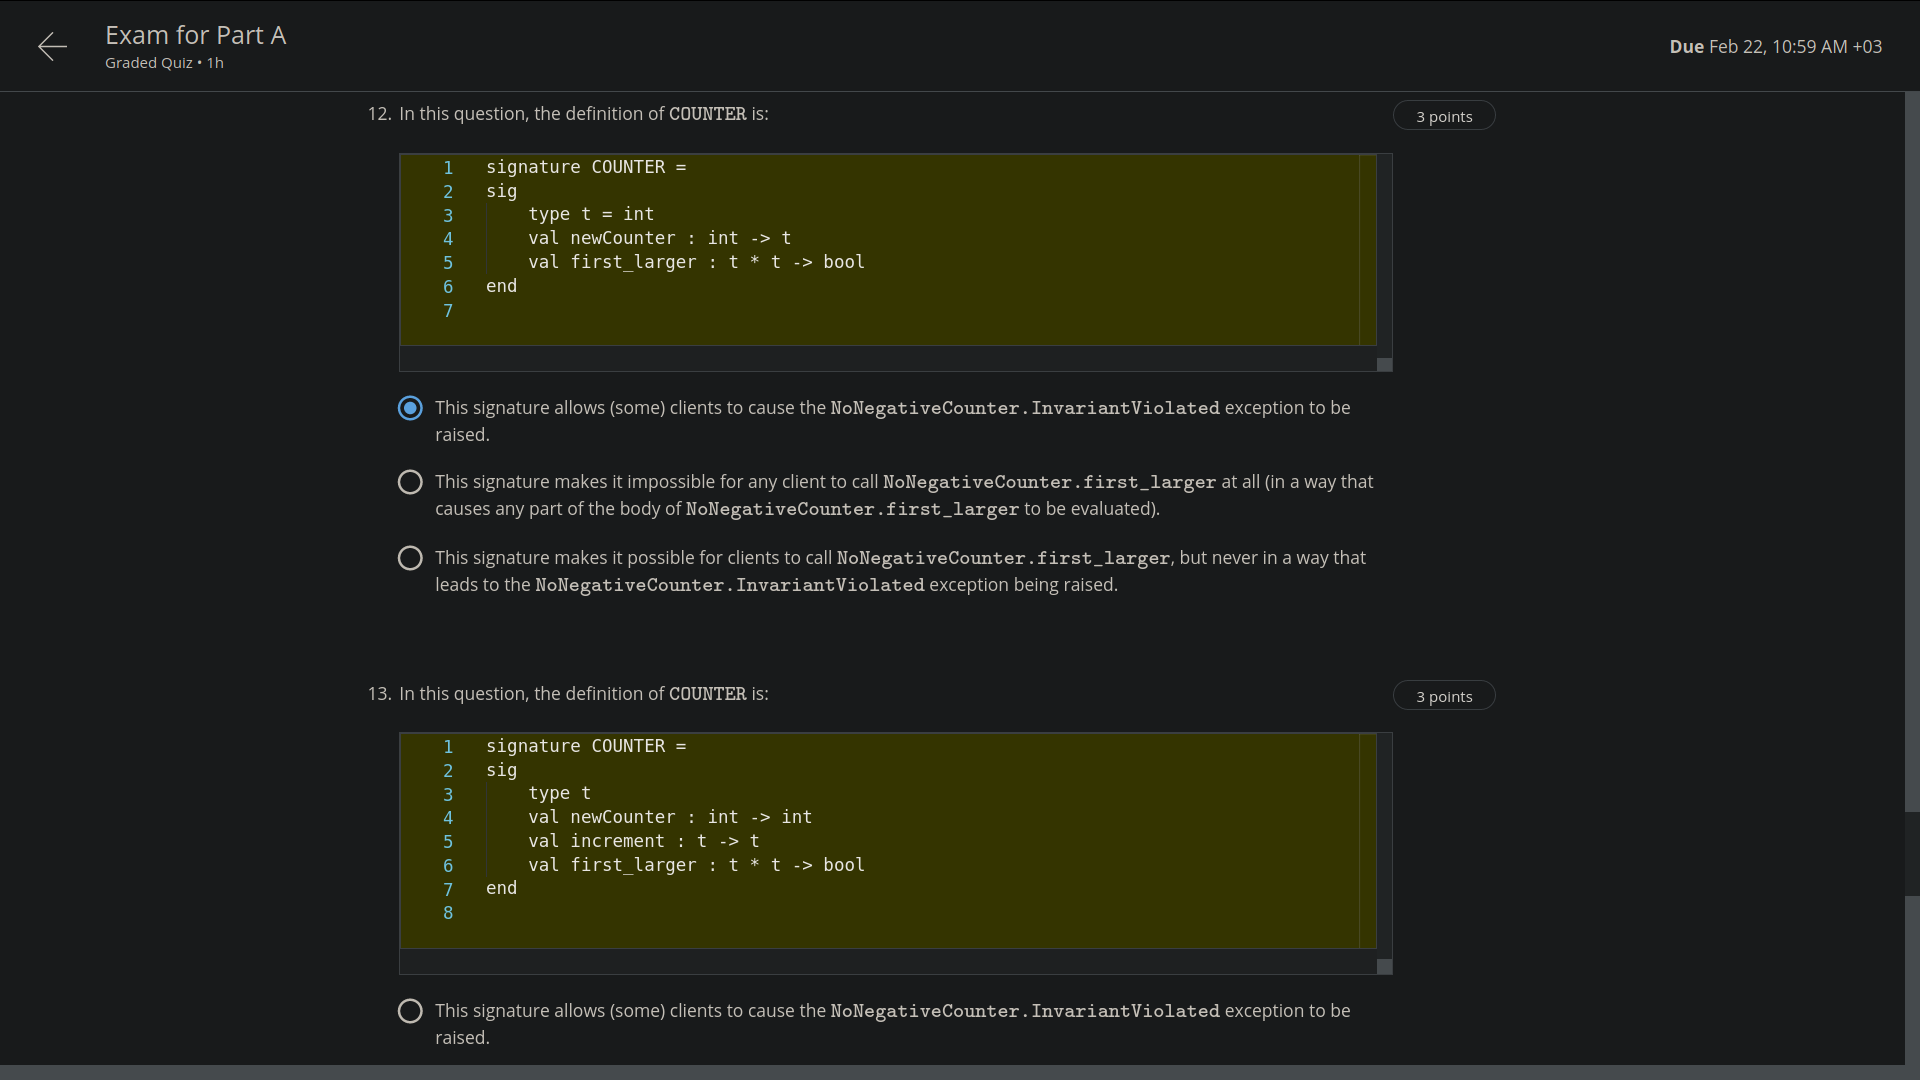 Exam for Part A
Graded Quiz • 1h
Due Feb 22, 10:59 AM +03
12. In this question, the definition of COUNTER is:
3 points
1 signature COUNTER =
2 sig
3     type t = int
4     val newCounter : int -> t
5     val first_larger : t * t -> bool
6 end
7
This signature allows (some) clients to cause the NoNegativeCounter.InvariantViolated exception to be
raised.
This signature makes it impossible for any client to call NoNegativeCounter.first_larger at all (in a way that
causes any part of the body of NoNegativeCounter.first_larger to be evaluated).
This signature makes it possible for clients to call NoNegativeCounter.first_larger, but never in a way that
leads to the NoNegativeCounter.InvariantViolated exception being raised.
13. In this question, the definition of COUNTER is:
3 points
1 signature COUNTER =
2 sig
3     type t
4     val newCounter : int -> int
5     val increment : t -> t
6     val first_larger : t * t -> bool
7 end
8
This signature allows (some) clients to cause the NoNegativeCounter.InvariantViolated exception to be
raised.